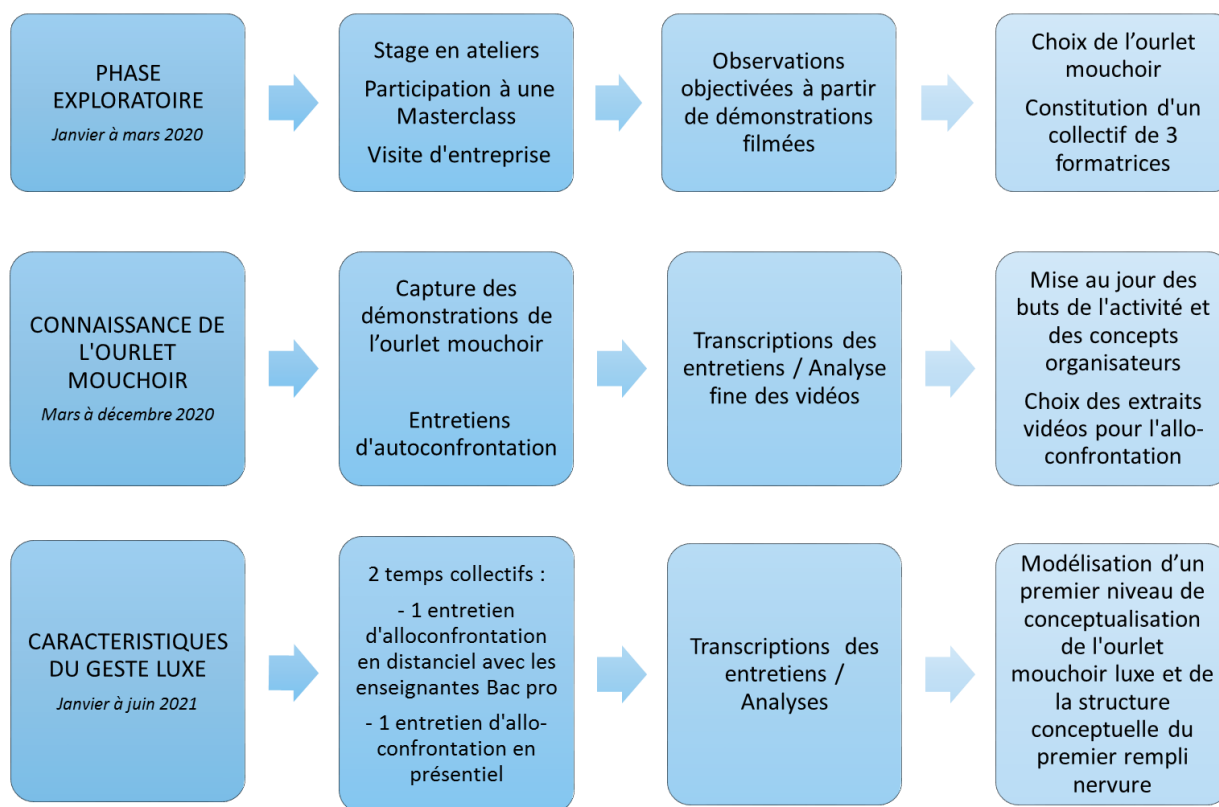 PHASE
EXPLORATOIRE
Janvier à mars 2020
Stage en ateliers
Participation à une
Masterclass
Visite d'entreprise
Observations
objectivées à partir
de démonstrations
filmées
Choix de l’ourlet
mouchoir
Constitution d'un
collectif de 3
formatrices
CONNAISSANCE DE
L'OURLET
MOUCHOIR
Mars à décembre 2020
Capture des
démonstrations de
l’ourlet mouchoir
Entretiens
d'autoconfrontation
Transcriptions des
entretiens / Analyse
fine des vidéos
Mise au jour des
buts de l'activité et
des concepts
organisateurs
Choix des extraits
vidéos pour l'allo-
confrontation
CARACTERISTIQUES
DU GESTE LUXE
Janvier à juin 2021
2 temps collectifs :
- 1 entretien
d'alloconfrontation
en distanciel avec les
enseignantes Bac pro
- 1 entretien d'allo-
confrontation en
présentiel
Transcriptions des
entretiens /
Analyses
Modélisation d’un
premier niveau de
conceptualisation
de l'ourlet
mouchoir luxe et de
la structure
conceptuelle du
premier rempli
nervure